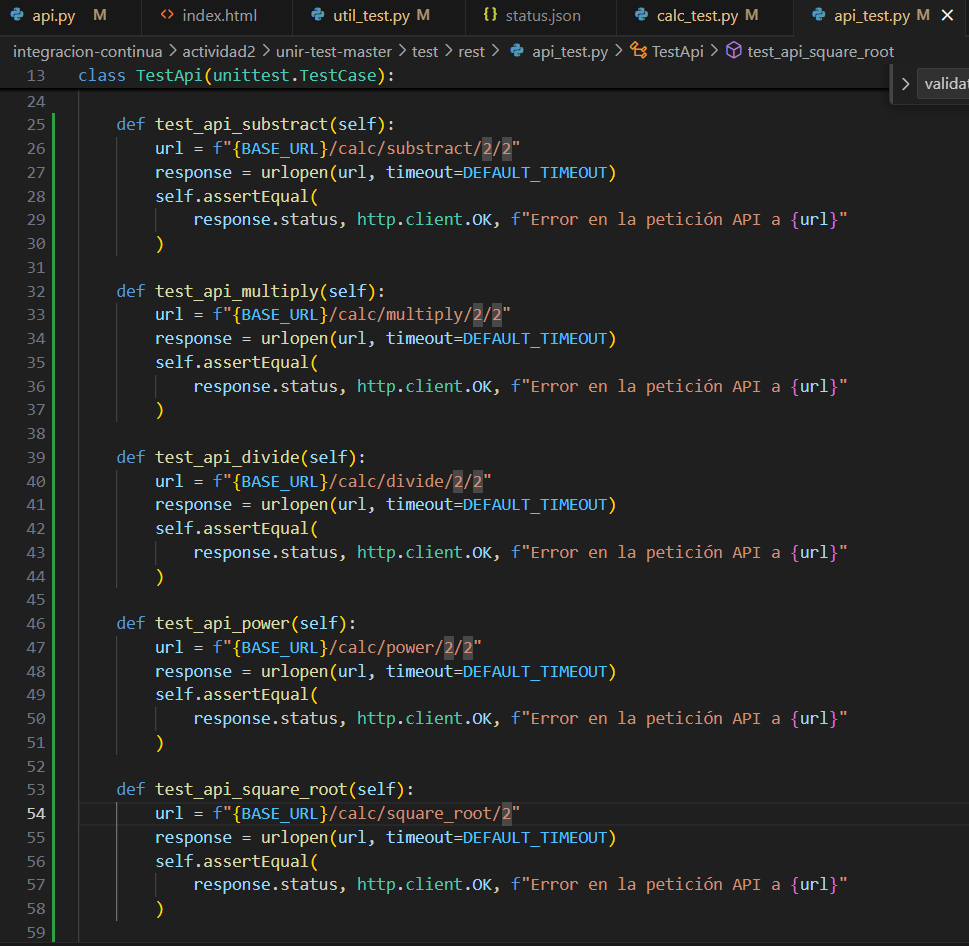 api.py M index.html util_test.py M {} status.json calc_test.py M api_test.py M
integracion-continua > actividad2 > unir-test-master > test > rest > api_test.py > TestApi > test_api_square_root
13 class TestApi(unittest.TestCase):
validat
24
25 def test_api_substract(self):
26 url = f"{BASE_URL}/calc/substract/2/2"
27 response = urlopen(url, timeout=DEFAULT_TIMEOUT)
28 self.assertEqual(
29 response.status, http.client.OK, f"Error en la petición API a {url}"
30 )
31
32 def test_api_multiply(self):
33 url = f"{BASE_URL}/calc/multiply/2/2"
34 response = urlopen(url, timeout=DEFAULT_TIMEOUT)
35 self.assertEqual(
36 response.status, http.client.OK, f"Error en la petición API a {url}"
37 )
38
39 def test_api_divide(self):
40 url = f"{BASE_URL}/calc/divide/2/2"
41 response = urlopen(url, timeout=DEFAULT_TIMEOUT)
42 self.assertEqual(
43 response.status, http.client.OK, f"Error en la petición API a {url}"
44 )
45
46 def test_api_power(self):
47 url = f"{BASE_URL}/calc/power/2/2"
48 response = urlopen(url, timeout=DEFAULT_TIMEOUT)
49 self.assertEqual(
50 response.status, http.client.OK, f"Error en la petición API a {url}"
51 )
52
53 def test_api_square_root(self):
54 url = f"{BASE_URL}/calc/square_root/2"
55 response = urlopen(url, timeout=DEFAULT_TIMEOUT)
56 self.assertEqual(
57 response.status, http.client.OK, f"Error en la petición API a {url}"
58 )
59